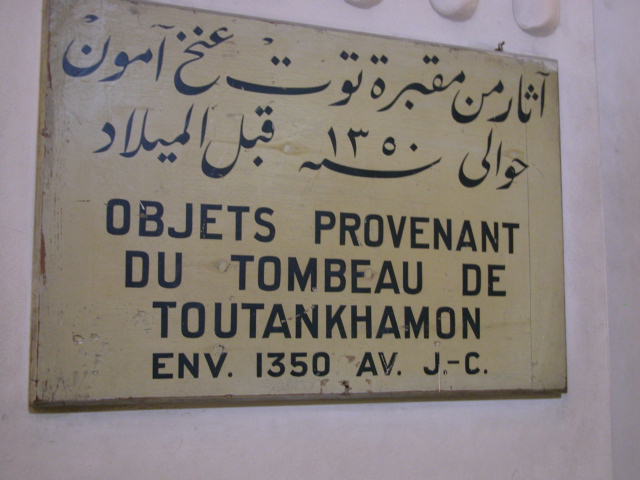 آثار من مقبرة توت عنخ آمون
حوالى سنه ١٣٥٠ قبل الميلاد
OBJETS PROVENANT
DU TOMBEAU DE
TOUTANKHAMON
ENV. 1350 AV. J.-C.